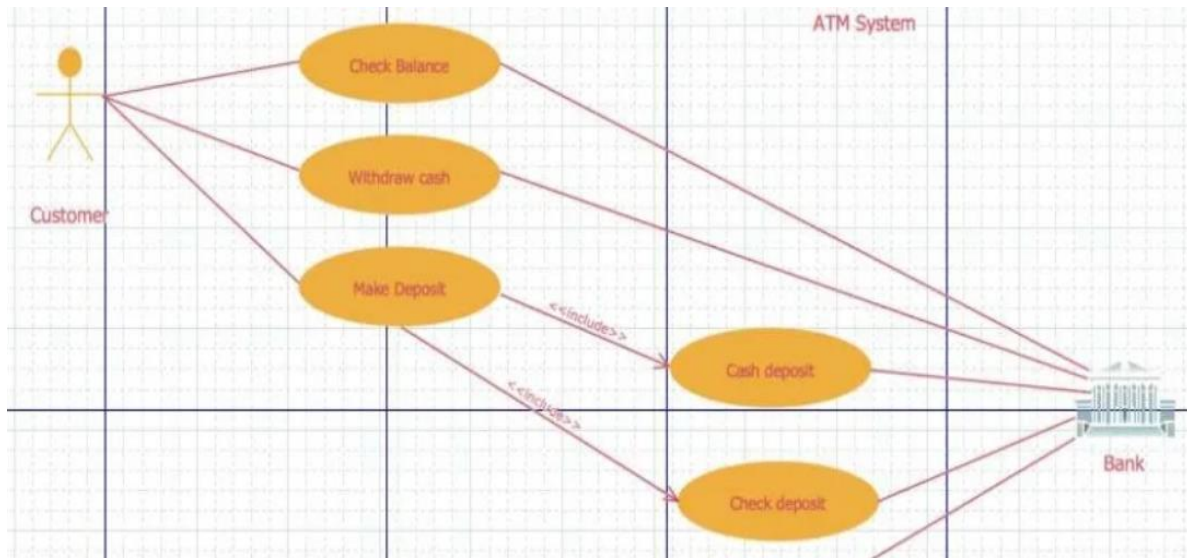 ATM System
Check Balance
Withdraw cash
Customer
Make Deposit
<<include>>
Cash deposit
<<include>>
Bank
Check deposit